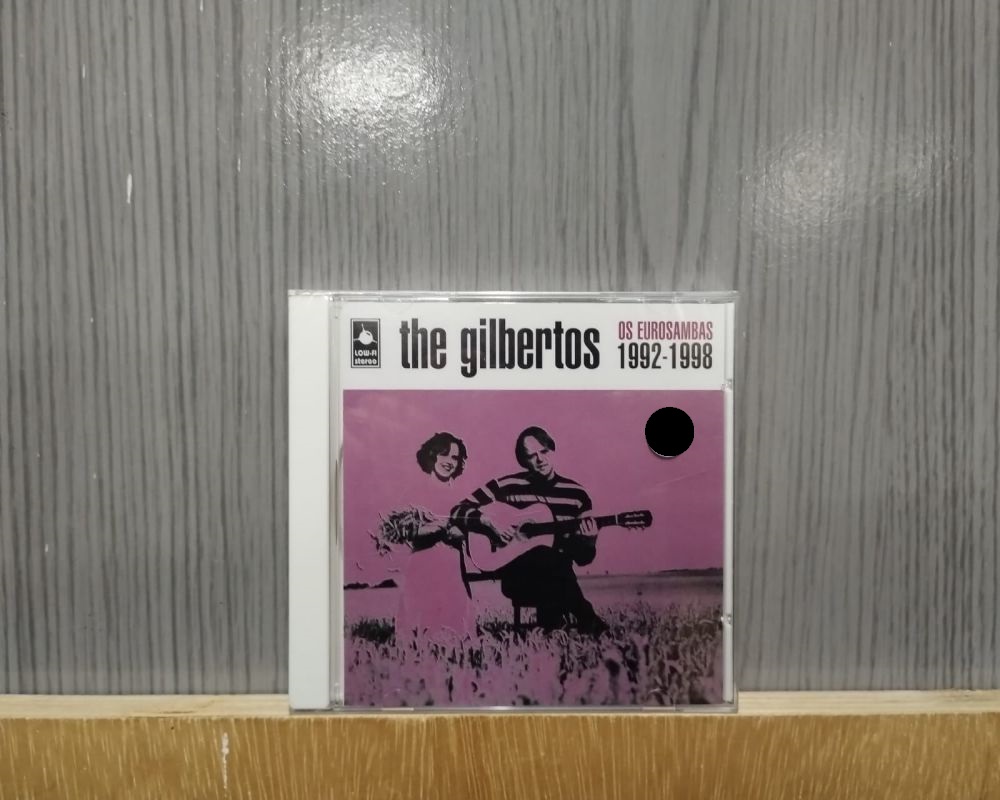 LOW-FI
stereo
the gilbertos
OS EUROSAMBAS
1992-1998